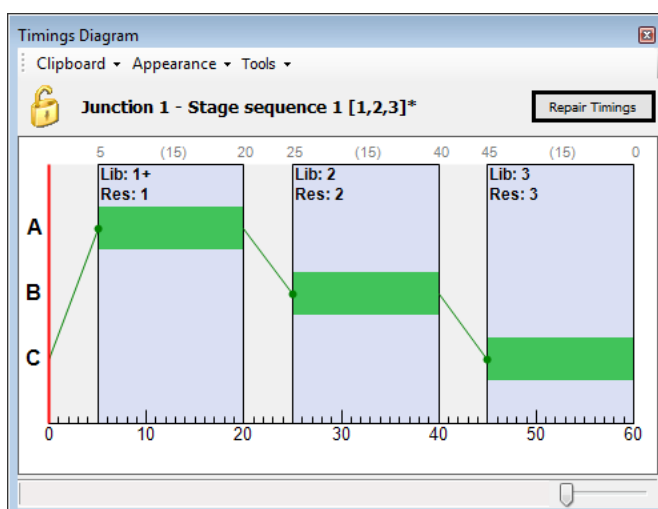 Timings Diagram
Clipboard Appearance Tools
Junction 1 - Stage sequence 1 [1,2,3]* Repair Timings
5 (15) 20 25 (15) 40 45 (15) 0
Lib: 1+ Lib: 2 Lib: 3
Res: 1 Res: 2 Res: 3
A
B
C
0 10 20 30 40 50 60